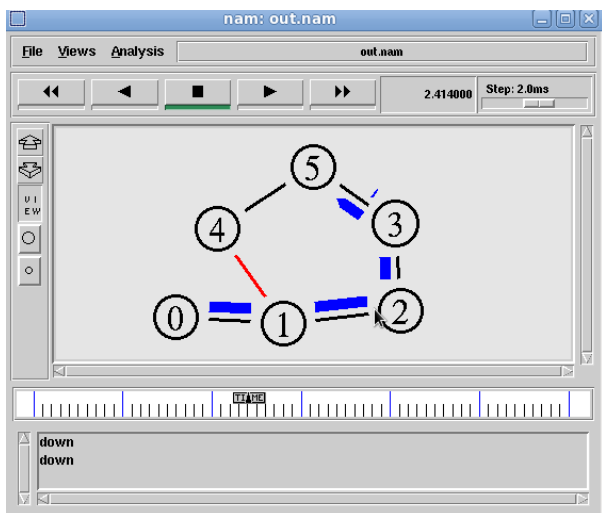 nam: out.nam
File Views Analysis out.nam
2.414000 Step: 2.0ms
VI
EW
5
4 3
0 1 2
TIME
down
down